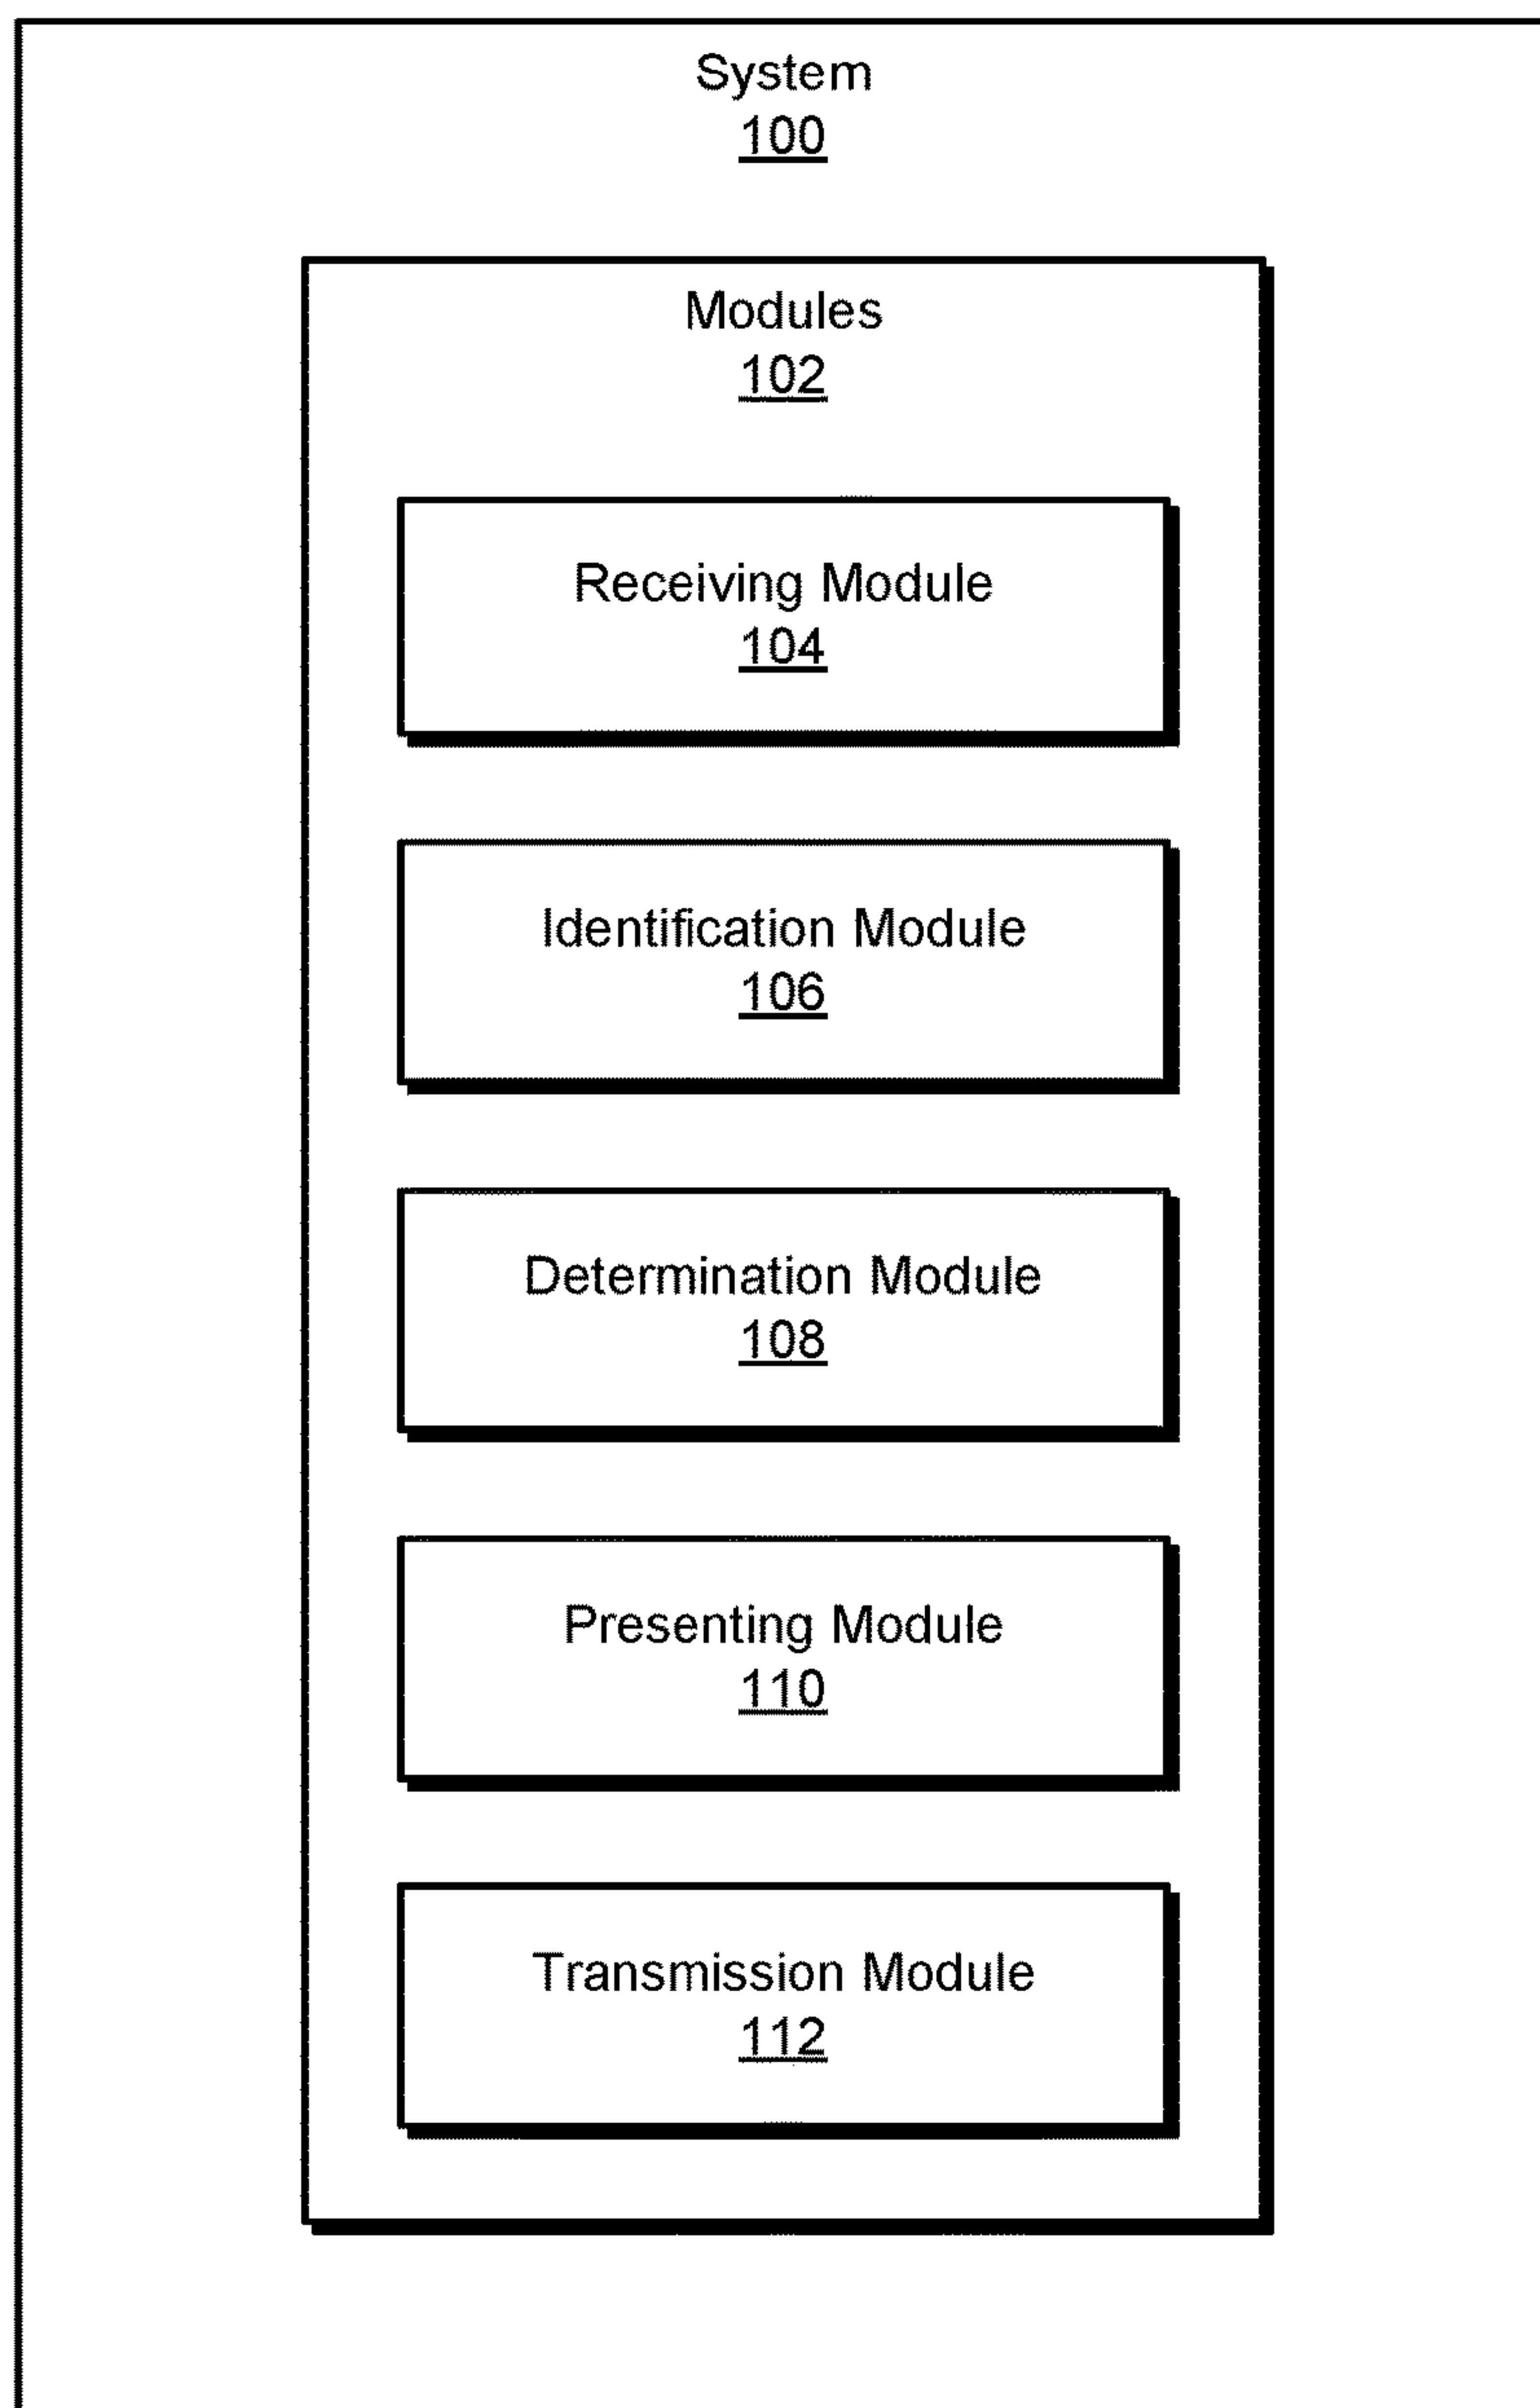 System
100
Modules
102
Receiving Module
104
Identification Module
106
Determination Module
108
Presenting Module
110
Transmission Module
112